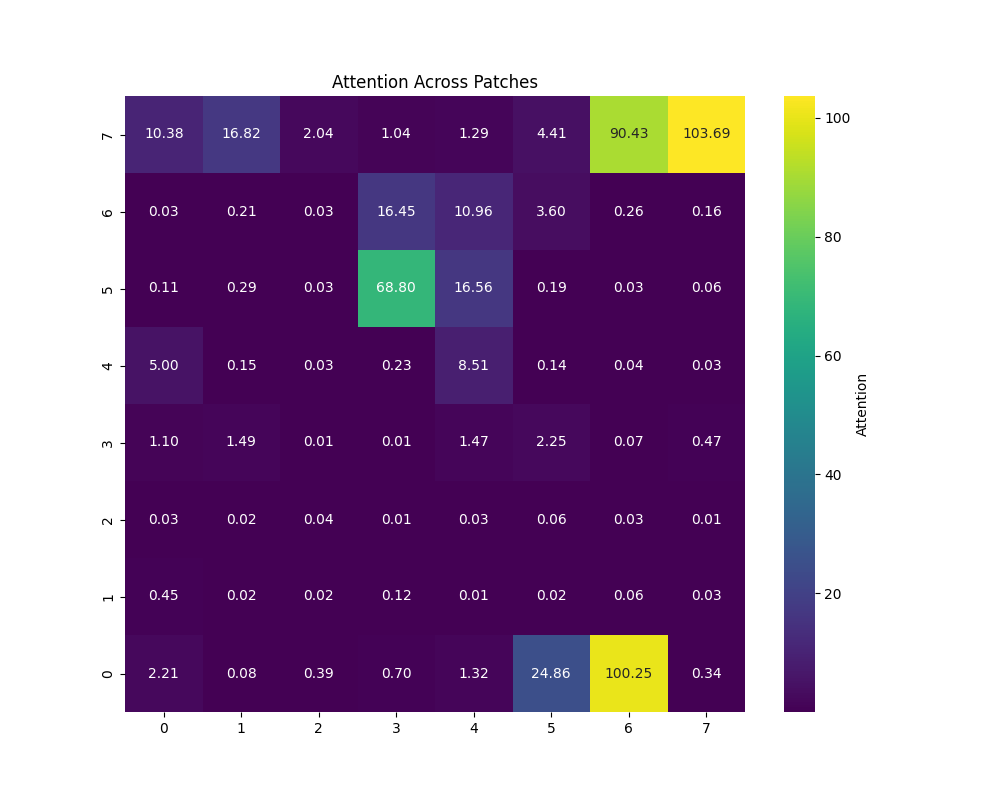 Attention Across Patches
7 10.38 16.82 2.04 1.04 1.29 4.41 90.43 103.69
6 0.03 0.21 0.03 16.45 10.96 3.60 0.26 0.16
5 0.11 0.29 0.03 68.80 16.56 0.19 0.03 0.06
4 5.00 0.15 0.03 0.23 8.51 0.14 0.04 0.03
3 1.10 1.49 0.01 0.01 1.47 2.25 0.07 0.47
2 0.03 0.02 0.04 0.01 0.03 0.06 0.03 0.01
1 0.45 0.02 0.02 0.12 0.01 0.02 0.06 0.03
0 2.21 0.08 0.39 0.70 1.32 24.86 100.25 0.34
0 1 2 3 4 5 6 7
100
80
60
40
20
Attention